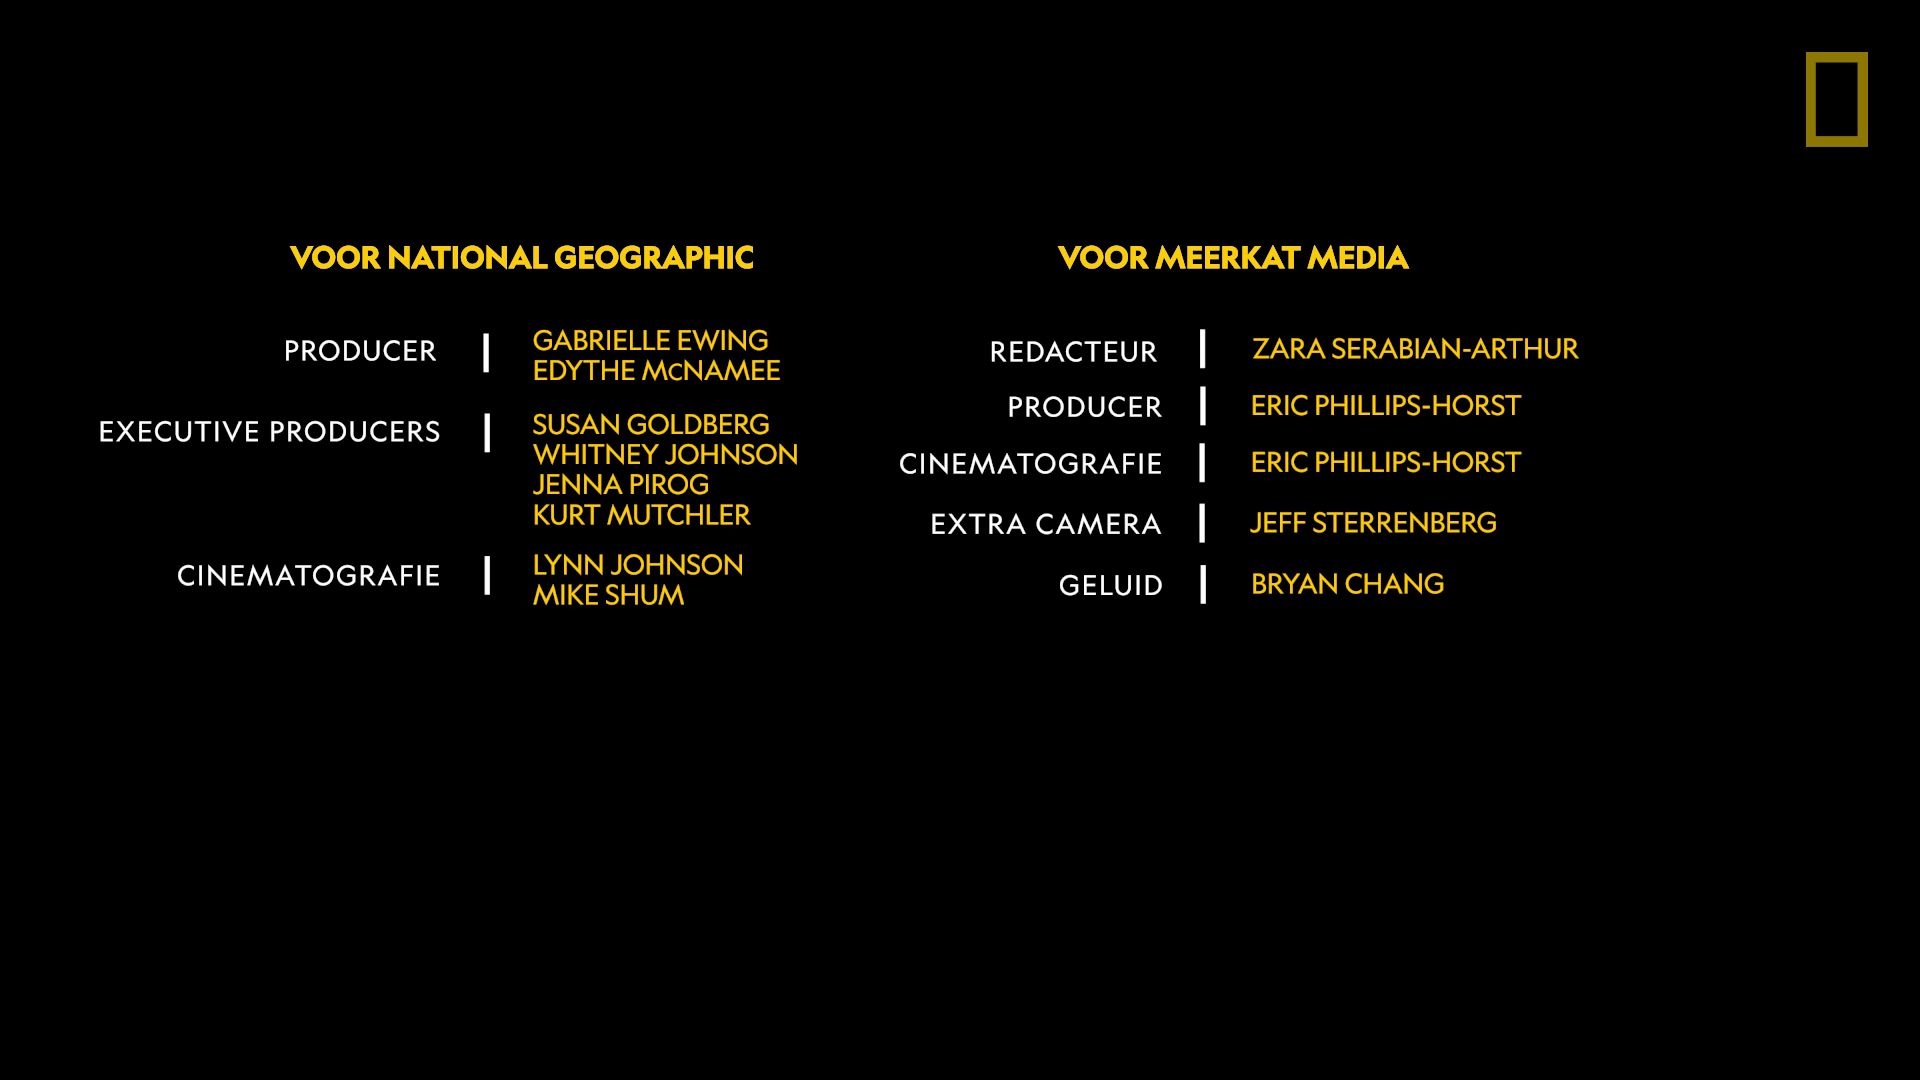 VOOR NATIONAL GEOGRAPHIC
PRODUCER | GABRIELLE EWING
EDYTHE McNAMEE
EXECUTIVE PRODUCERS | SUSAN GOLDBERG
WHITNEY JOHNSON
JENNA PIROG
KURT MUTCHLER
CINEMATOGRAFIE | LYNN JOHNSON
MIKE SHUM
VOOR MEERKAT MEDIA
REDACTEUR | ZARA SERABIAN-ARTHUR
PRODUCER | ERIC PHILLIPS-HORST
CINEMATOGRAFIE | ERIC PHILLIPS-HORST
EXTRA CAMERA | JEFF STERRENBERG
GELUID | BRYAN CHANG